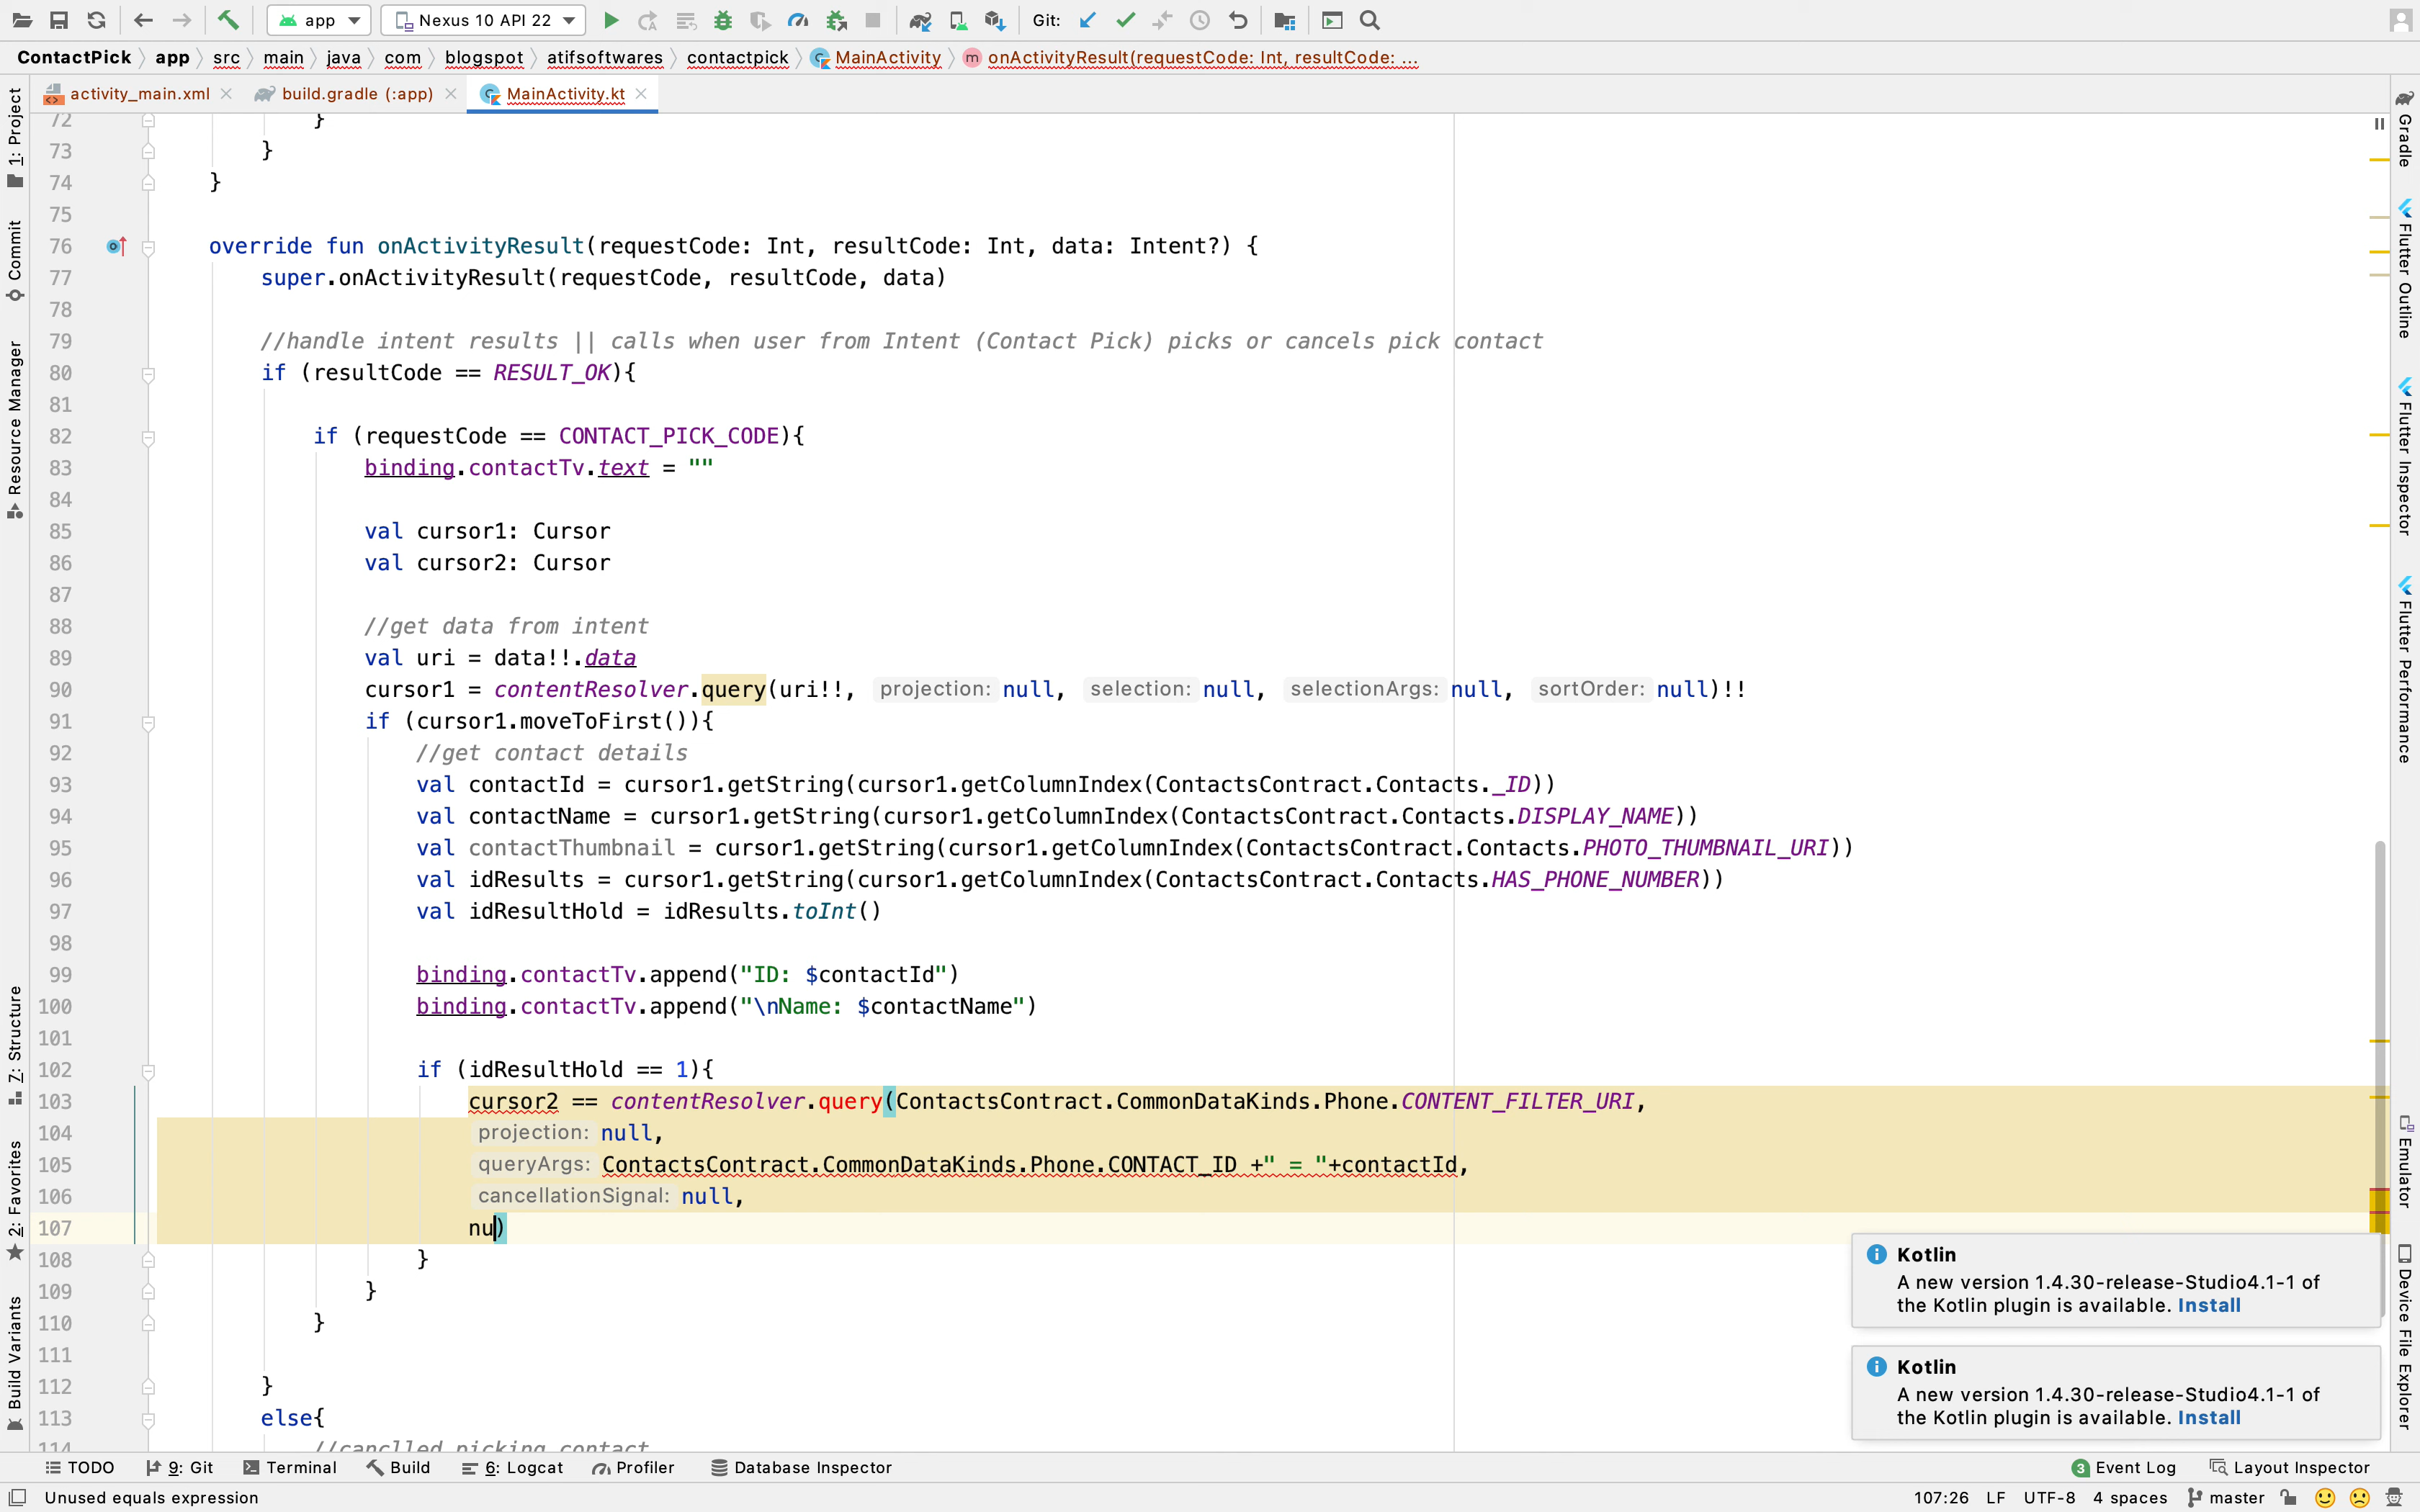 app
Nexus 10 API 22
Git:
ContactPick
app
src
main
java
com
blogspot
atifsoftwares
contactpick
MainActivity
m
onActivityResult(requestCode: Int, resultCode: ...
activity_main.xml
build.gradle (:app)
MainActivity.kt
72 }
73 }
74 }
75
76 override fun onActivityResult(requestCode: Int, resultCode: Int, data: Intent?) {
77 super.onActivityResult(requestCode, resultCode, data)
78
79 //handle intent results || calls when user from Intent (Contact Pick) picks or cancels pick contact
80 if (resultCode == RESULT_OK){
81
82 if (requestCode == CONTACT_PICK_CODE){
83 binding.contactTv.text = ""
84
85 val cursor1: Cursor
86 val cursor2: Cursor
87
88 //get data from intent
89 val uri = data!!.data
90 cursor1 = contentResolver.query(uri!!, projection: null, selection: null, selectionArgs: null, sortOrder: null)!!
91 if (cursor1.moveToFirst()){
92 //get contact details
93 val contactId = cursor1.getString(cursor1.getColumnIndex(ContactsContract.Contacts._ID))
94 val contactName = cursor1.getString(cursor1.getColumnIndex(ContactsContract.Contacts.DISPLAY_NAME))
95 val contactThumbnail = cursor1.getString(cursor1.getColumnIndex(ContactsContract.Contacts.PHOTO_THUMBNAIL_URI))
96 val idResults = cursor1.getString(cursor1.getColumnIndex(ContactsContract.Contacts.HAS_PHONE_NUMBER))
97 val idResultHold = idResults.toInt()
98
99 binding.contactTv.append("ID: $contactId")
100 binding.contactTv.append("\nName: $contactName")
101
102 if (idResultHold == 1){
103 cursor2 == contentResolver.query(ContactsContract.CommonDataKinds.Phone.CONTENT_FILTER_URI,
104 projection: null,
105 queryArgs: ContactsContract.CommonDataKinds.Phone.CONTACT_ID +" = "+contactId,
106 cancellationSignal: null,
107 nu)
108 }
109 }
110 }
111
112 }
113 else{
114 //canclled picking contact
1: Project
Commit
Resource Manager
Z: Structure
2: Favorites
Build Variants
Gradle
Flutter Outline
Flutter Inspector
Flutter Performance
Emulator
Device File Explorer
Kotlin
A new version 1.4.30-release-Studio4.1-1 of
the Kotlin plugin is available. Install
Kotlin
A new version 1.4.30-release-Studio4.1-1 of
the Kotlin plugin is available. Install
TODO
9: Git
Terminal
Build
6: Logcat
Profiler
Database Inspector
3 Event Log
Layout Inspector
Unused equals expression
107:26 LF UTF-8 4 spaces master